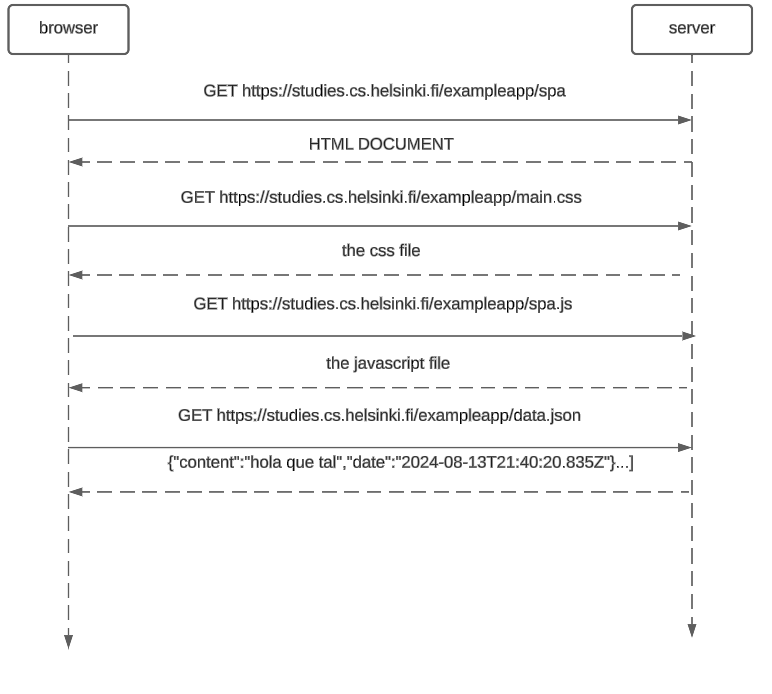 browser
server
GET https://studies.cs.helsinki.fi/exampleapp/spa
HTML DOCUMENT
GET https://studies.cs.helsinki.fi/exampleapp/main.css
the css file
GET https://studies.cs.helsinki.fi/exampleapp/spa.js
the javascript file
GET https://studies.cs.helsinki.fi/exampleapp/data.json
{"content":"hola que tal","date":"2024-08-13T21:40:20.835Z"}...]